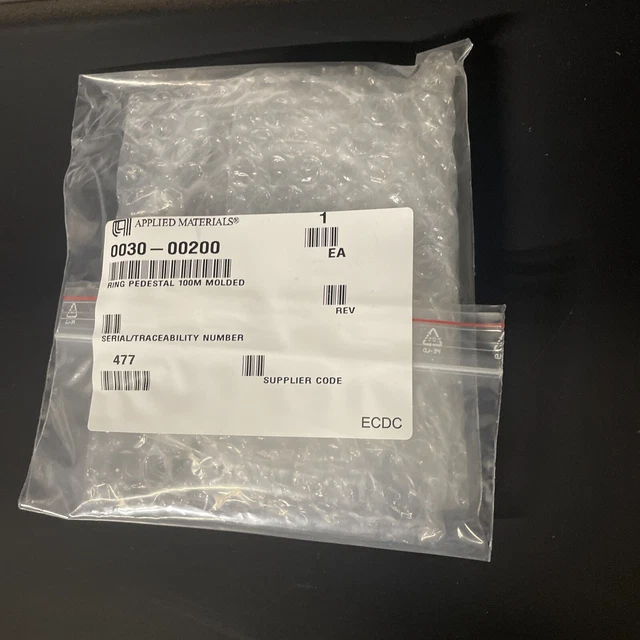 APPLIED MATERIALS®
1
0030-00200
EA
RING PEDESTAL 100M MOLDED
REV
SERIAL/TRACEABILITY NUMBER
477
SUPPLIER CODE
ECDC